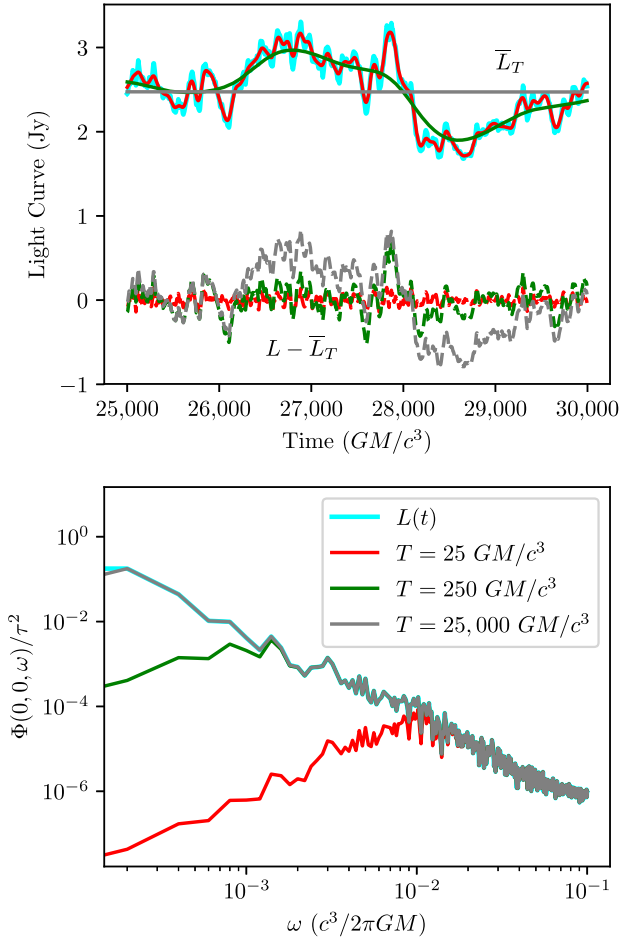 3
2
1
0
−1
Light Curve (Jy)
L̅_T
L − L̅_T
25,000 26,000 27,000 28,000 29,000 30,000
Time (GM/c³)
10⁰
10⁻²
10⁻⁴
10⁻⁶
Φ(0, 0, ω)/τ²
L(t)
T = 25 GM/c³
T = 250 GM/c³
T = 25,000 GM/c³
10⁻³ 10⁻² 10⁻¹
ω (c³/2πGM)